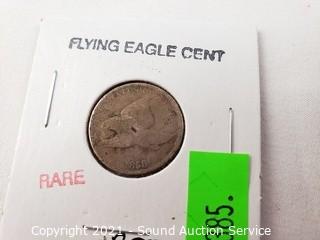 FLYING EAGLE CENT
RARE
385.
Copyright 2021 - Sound Auction Service